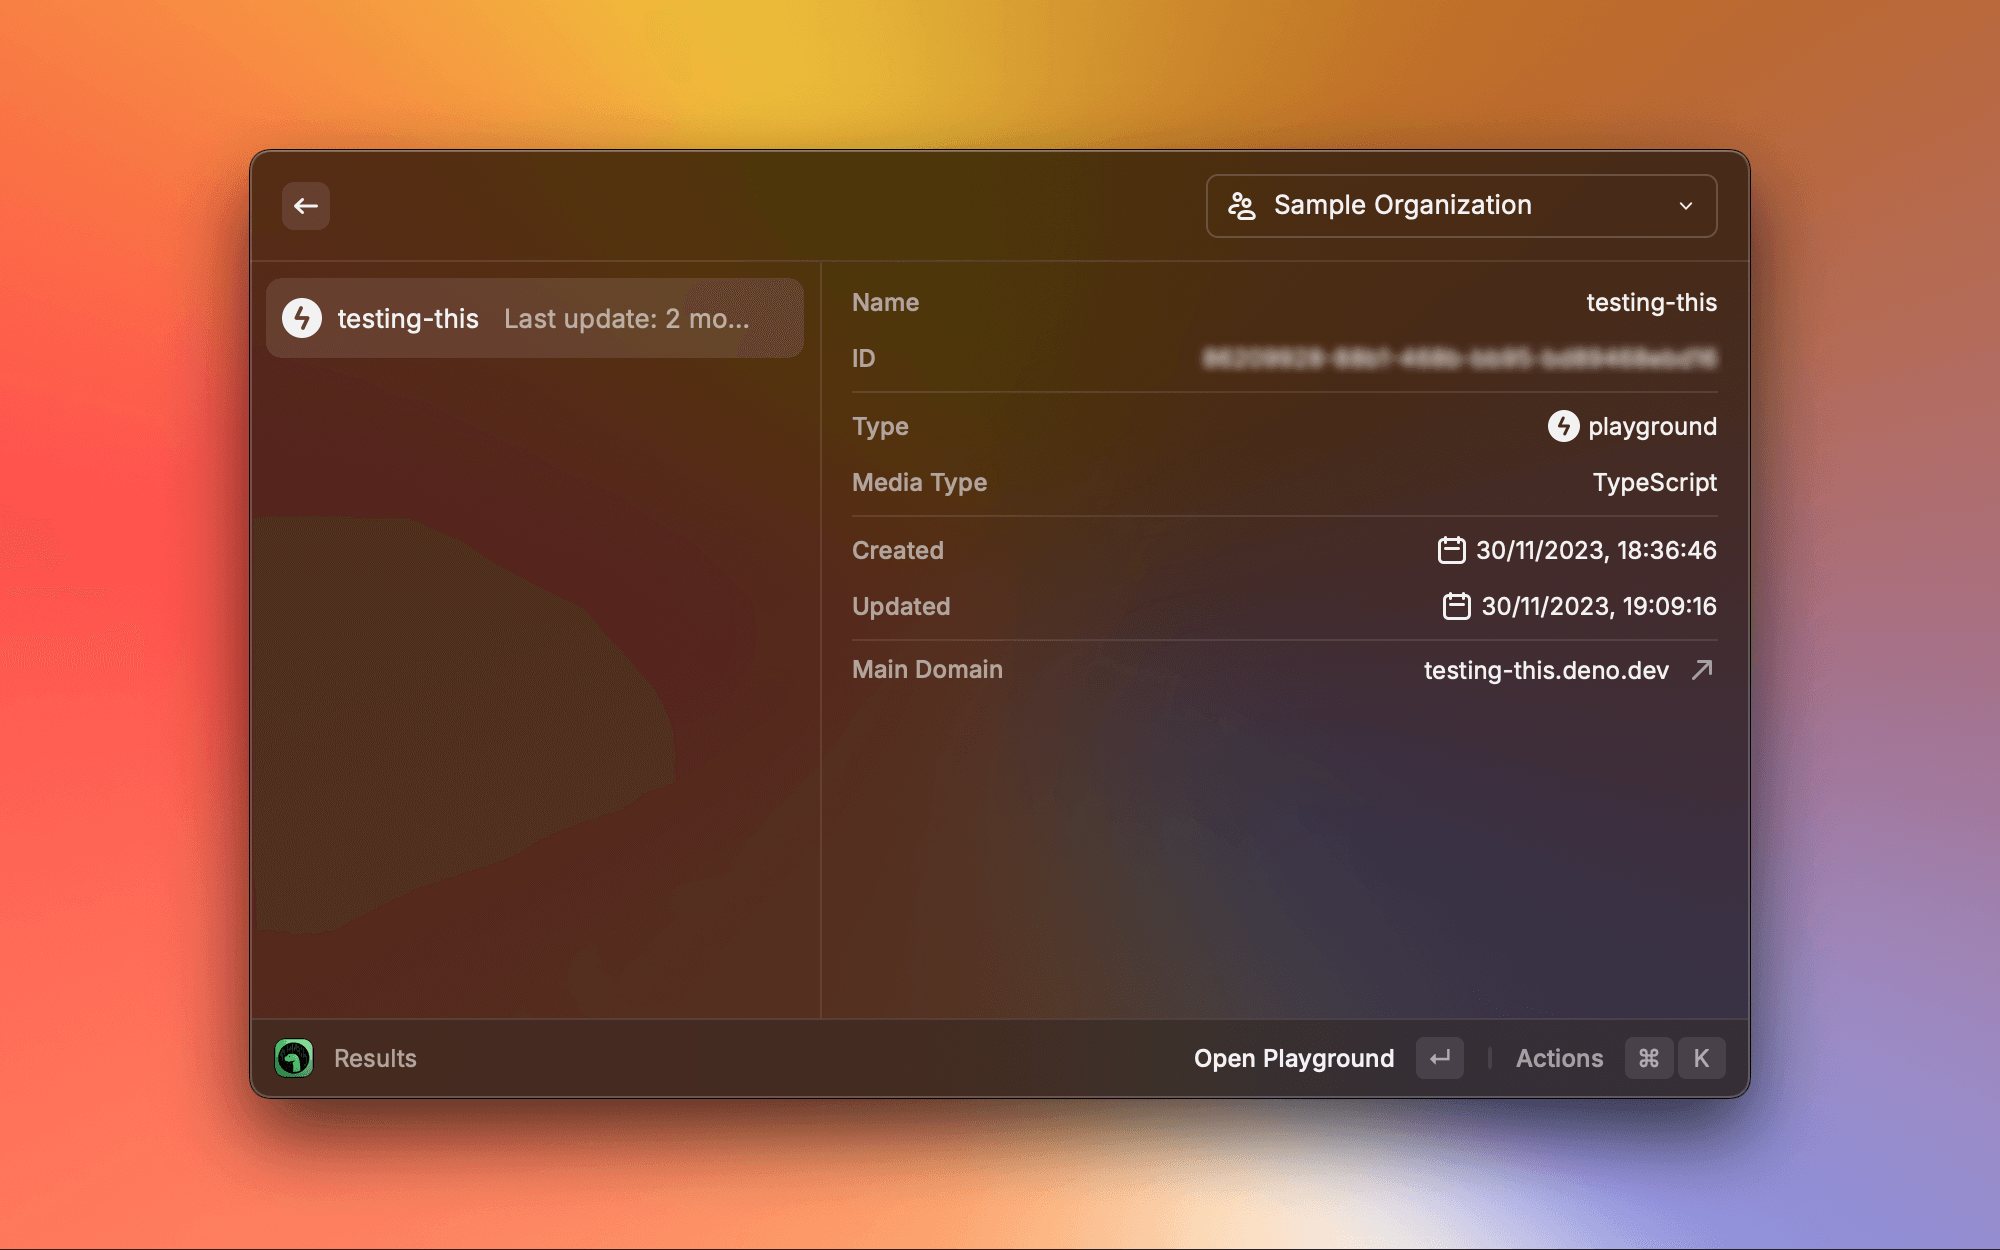 Sample Organization
testing-this Last update: 2 mo...
Name testing-this
ID
Type playground
Media Type TypeScript
Created 30/11/2023, 18:36:46
Updated 30/11/2023, 19:09:16
Main Domain testing-this.deno.dev
Results Open Playground Actions ⌘ K